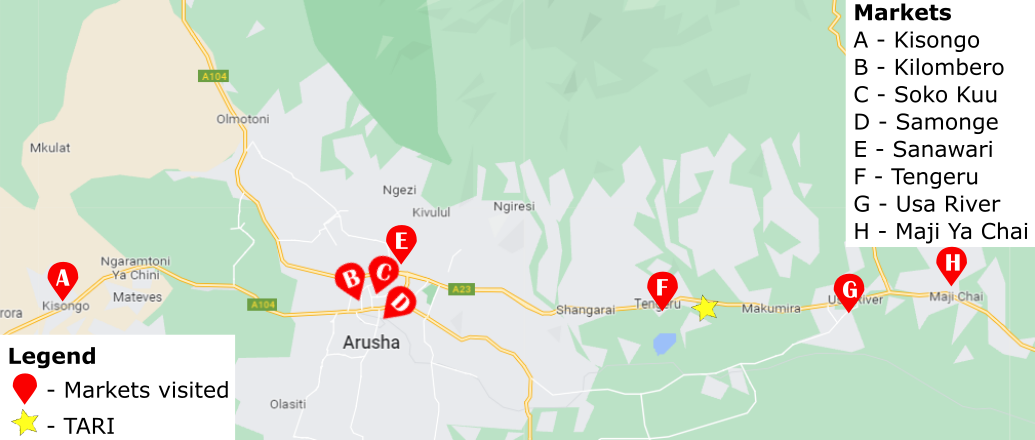 Markets
A - Kisongo
B - Kilombero
C - Soko Kuu
D - Samonge
E - Sanawari
F - Tengeru
G - Usa River
H - Maji Ya Chai
A104
Olmotoni
Mkulat
Ngezi
Kivulul
Ngiresi
E
Ngaramtoni
Ya Chini
A
B
C
H
Mateves
Kisongo
A104
D
A23
F
G
rora
Shangarai
Tengeru
Makumira
Usa River
Maji Chai
Arusha
Olasiti
Legend
- Markets visited
- TARI